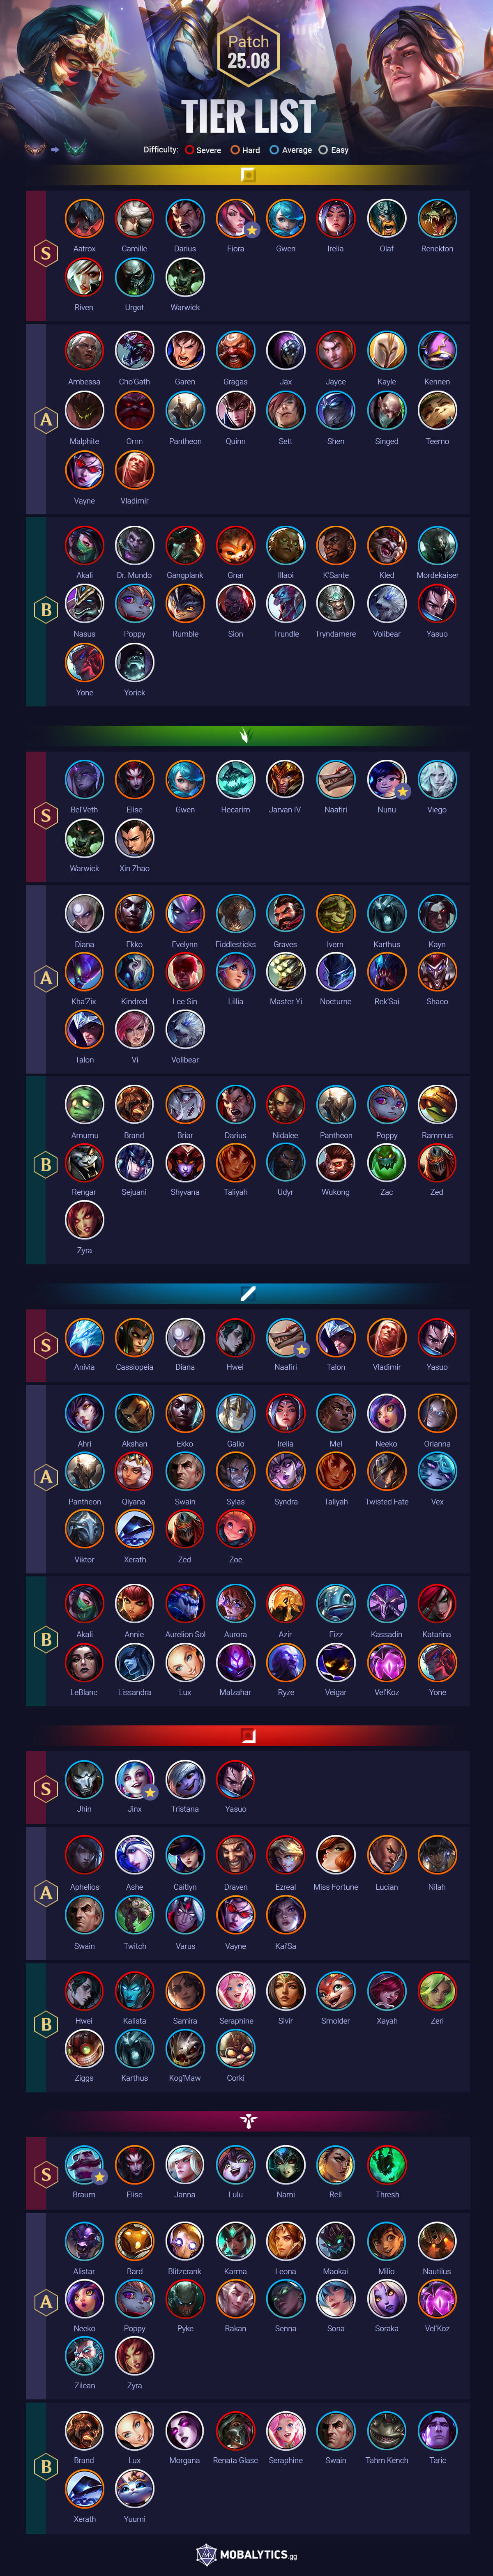 Patch
25.08
TIER LIST
Difficulty: Severe Hard Average Easy
S
Aatrox Camille Darius Fiora Gwen Irelia Olaf Renekton
Riven Urgot Warwick
A
Ambessa Cho'Gath Garen Gragas Jax Jayce Kayle Kennen
Malphite Ornn Pantheon Quinn Sett Shen Singed Teemo
Vayne Vladimir
B
Akali Dr. Mundo Gangplank Gnar Illaoi K'Sante Kled Mordekaiser
Nasus Poppy Rumble Sion Trundle Tryndamere Volibear Yasuo
Yone Yorick
S
Bel'Veth Elise Gwen Hecarim Jarvan IV Naafiri Nunu Viego
Warwick Xin Zhao
A
Diana Ekko Evelynn Fiddlesticks Graves Ivern Karthus Kayn
Kha'Zix Kindred Lee Sin Lillia Master Yi Nocturne Rek'Sai Shaco
Talon Vi Volibear
B
Amumu Brand Briar Darius Nidalee Pantheon Poppy Rammus
Rengar Sejuani Shyvana Taliyah Udyr Wukong Zac Zed
Zyra
S
Anivia Cassiopeia Diana Hwei Naafiri Talon Vladimir Yasuo
A
Ahri Akshan Ekko Galio Irelia Mel Neeko Orianna
Pantheon Qiyana Swain Sylas Syndra Taliyah Twisted Fate Vex
Viktor Xerath Zed Zoe
B
Akali Annie Aurelion Sol Aurora Azir Fizz Kassadin Katarina
LeBlanc Lissandra Lux Malzahar Ryze Veigar Vel'Koz Yone
S
Jhin Jinx Tristana Yasuo
A
Aphelios Ashe Caitlyn Draven Ezreal Miss Fortune Lucian Nilah
Swain Twitch Varus Vayne Kai'Sa
B
Hwei Kalista Samira Seraphine Sivir Smolder Xayah Zeri
Ziggs Karthus Kog'Maw Corki
S
Braum Elise Janna Lulu Nami Rell Thresh
A
Alistar Bard Blitzcrank Karma Leona Maokai Milio Nautilus
Neeko Poppy Pyke Rakan Senna Sona Soraka Vel'Koz
Zilean Zyra
B
Brand Lux Morgana Renata Glasc Seraphine Swain Tahm Kench Taric
Xerath Yuumi
MOBALYTICS.gg